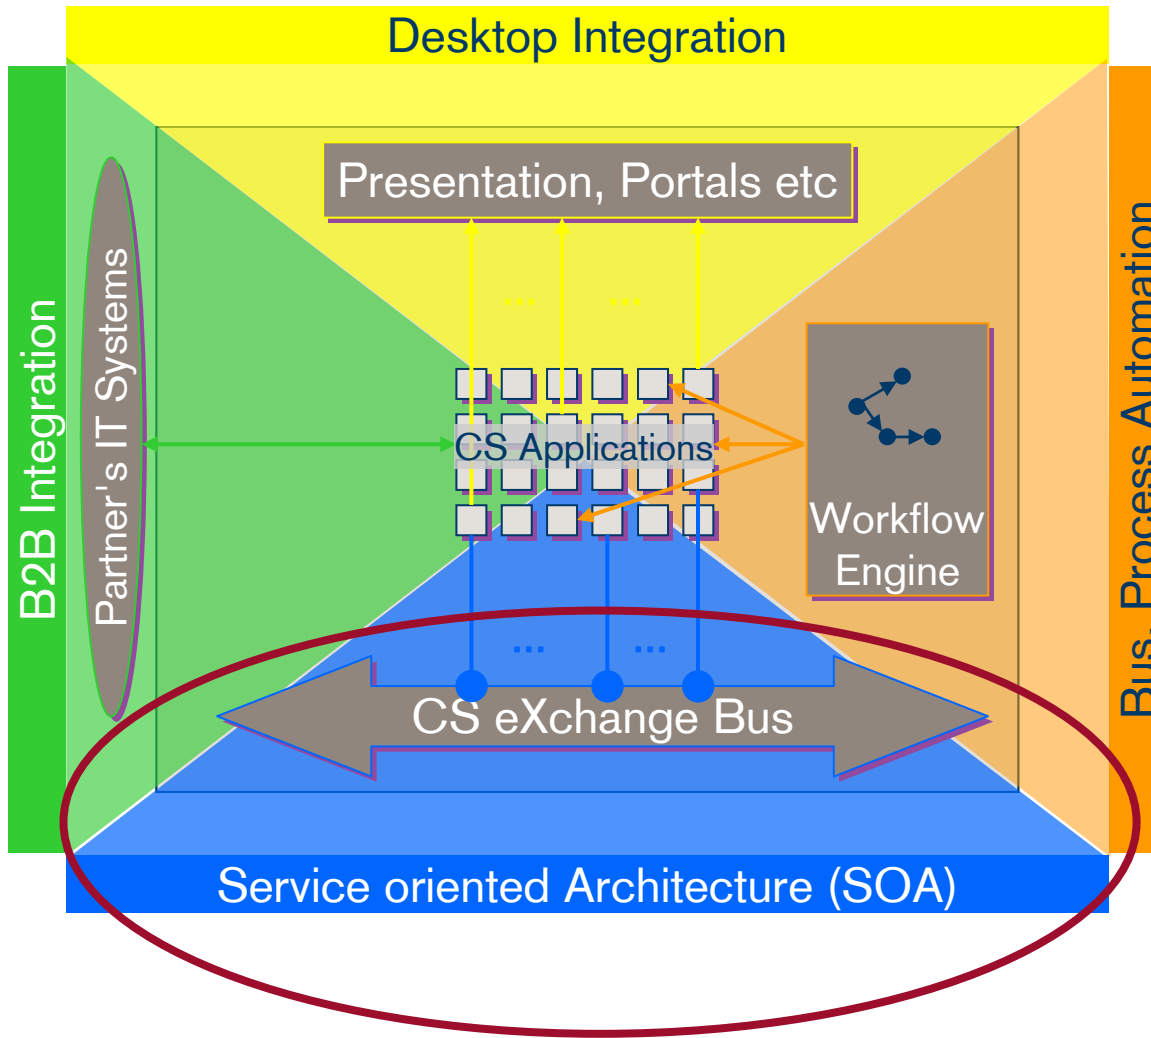 Desktop Integration
Presentation, Portals etc
... ...
B2B Integration
Partner's IT Systems
CS Applications
Workflow
Engine
Bus. Process Automation
... ...
CS eXchange Bus
Service oriented Architecture (SOA)